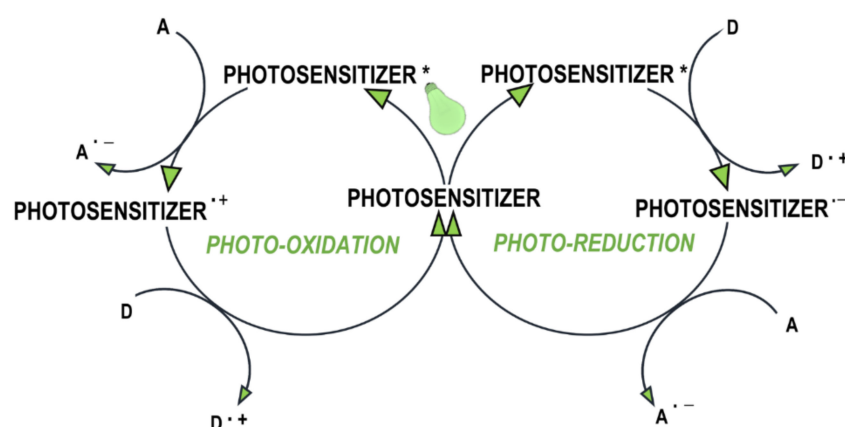 A
D
PHOTOSENSITIZER *
PHOTOSENSITIZER *
A·−
D·+
PHOTOSENSITIZER
PHOTOSENSITIZER·+
PHOTOSENSITIZER·−
PHOTO-OXIDATION
PHOTO-REDUCTION
D
A
D·+
A·−